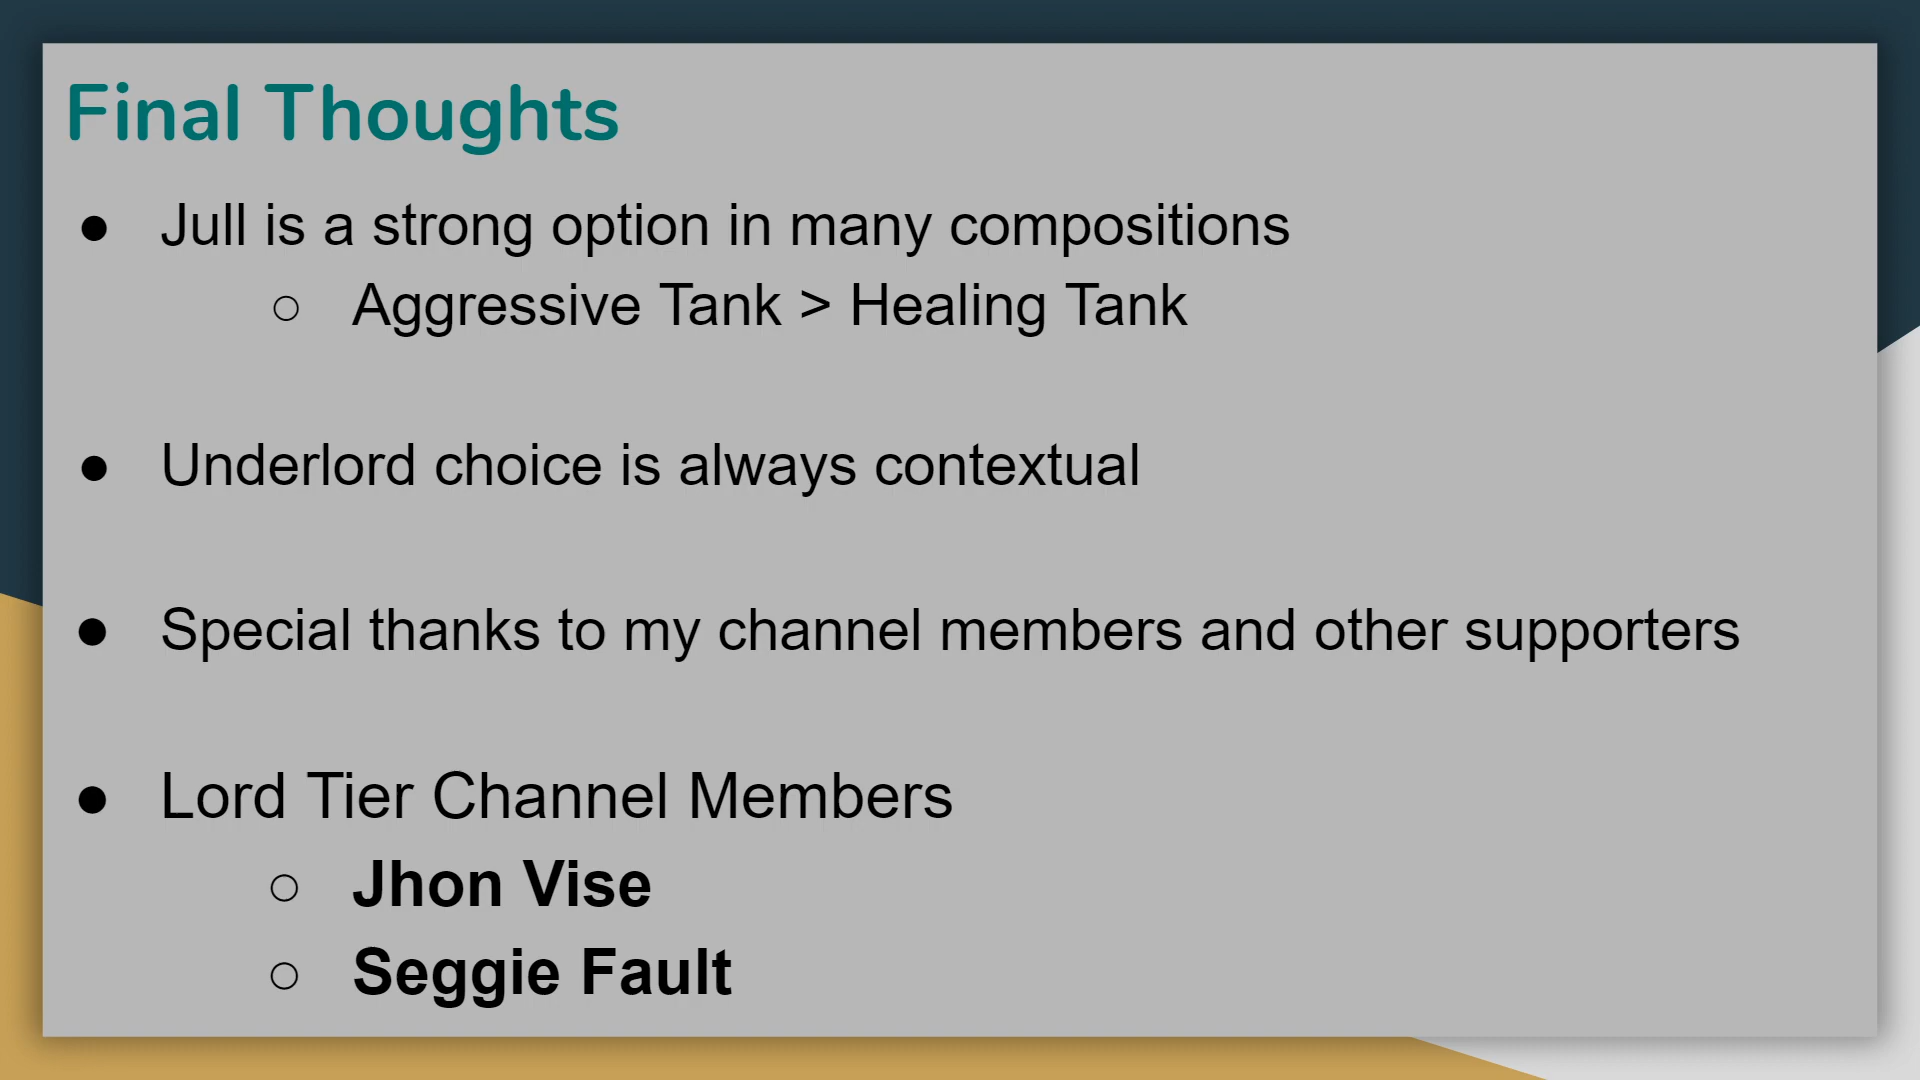 Final Thoughts
● Jull is a strong option in many compositions
○ Aggressive Tank > Healing Tank
● Underlord choice is always contextual
● Special thanks to my channel members and other supporters
● Lord Tier Channel Members
○ Jhon Vise
○ Seggie Fault